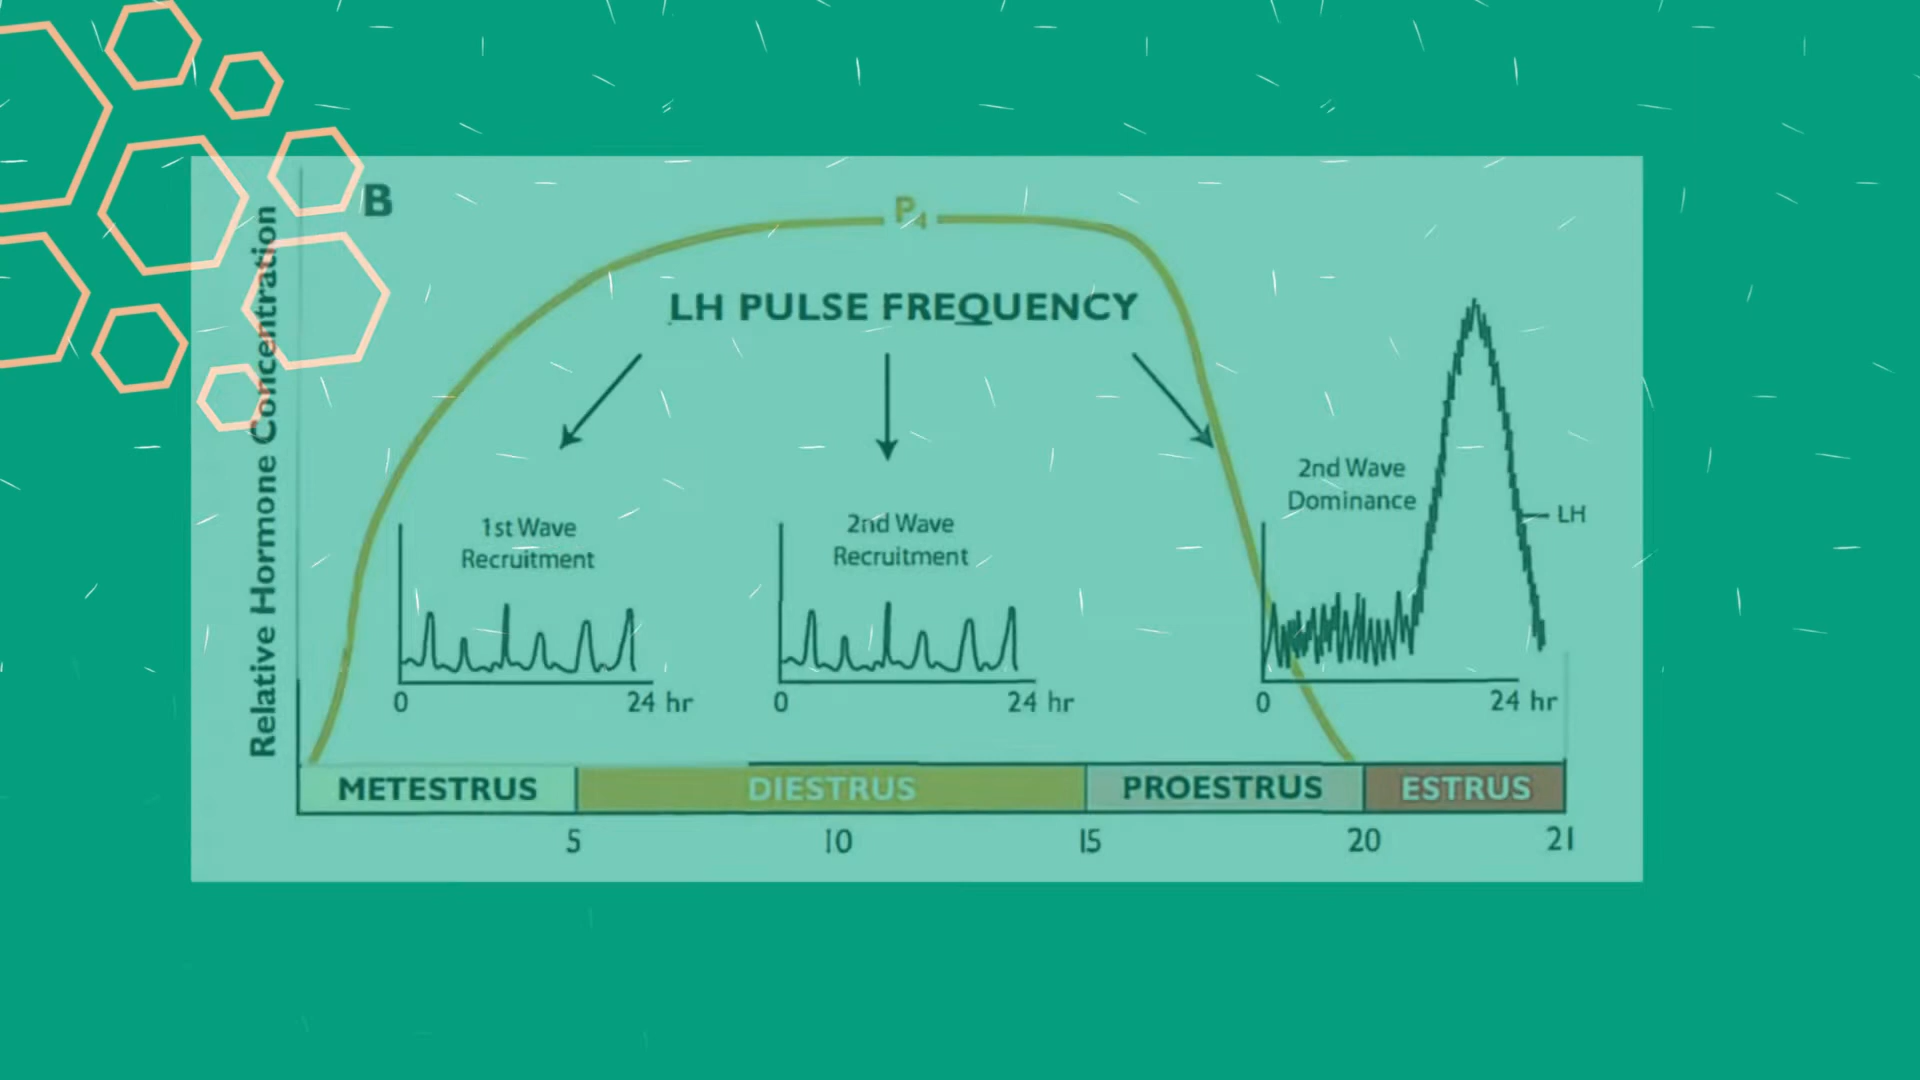 B
P4
LH PULSE FREQUENCY
Relative Hormone Concentration
1st Wave
Recruitment
2nd Wave
Recruitment
2nd Wave
Dominance
LH
0
24 hr
0
24 hr
0
24 hr
METESTRUS
DIESTRUS
PROESTRUS
ESTRUS
5
10
15
20
21